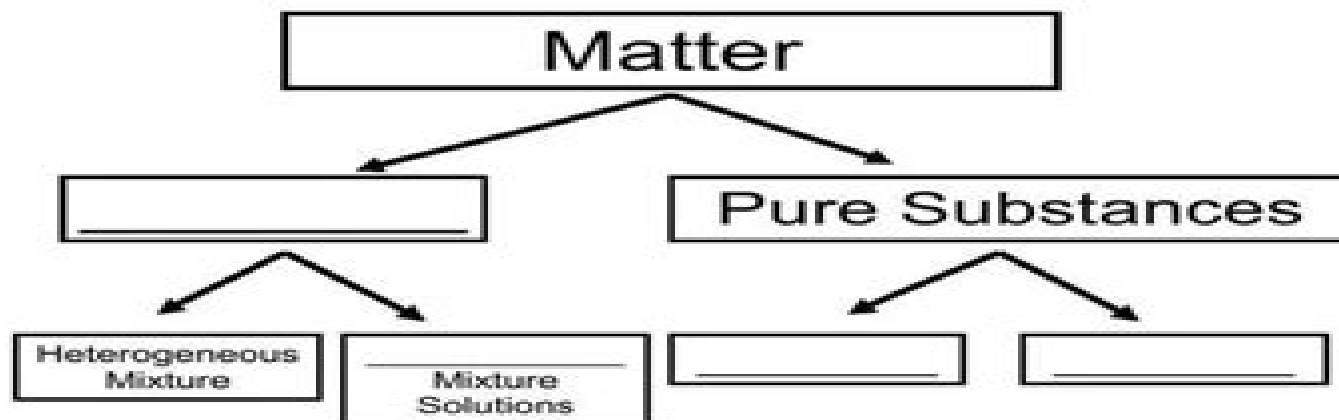 Matter
Pure Substances
Heterogeneous
Mixture
Mixture
Solutions